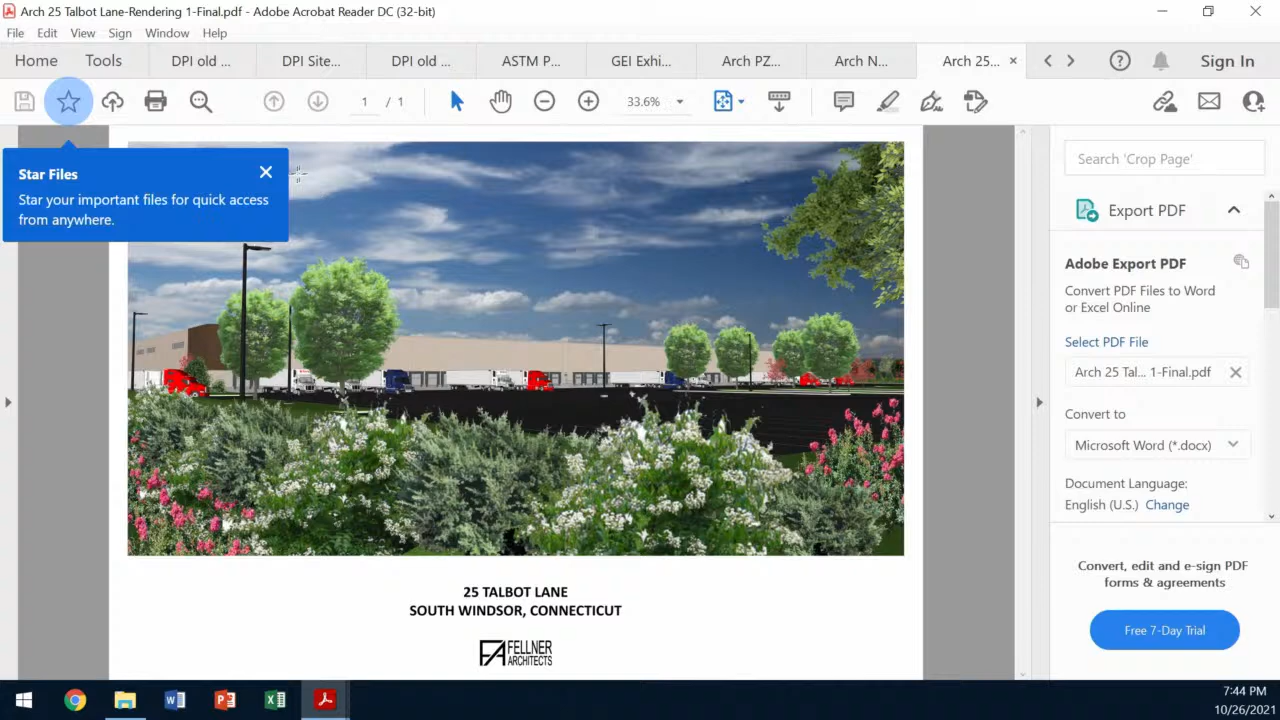 Arch 25 Talbot Lane-Rendering 1-Final.pdf - Adobe Acrobat Reader DC (32-bit)
File Edit View Sign Window Help
Home Tools DPI old ... DPI Site... DPI old ... ASTM P... GEI Exhi... Arch PZ... Arch N... Arch 25... Sign In
1 / 1 33.6%
Star Files
Star your important files for quick access
from anywhere.
Search 'Crop Page'
Export PDF
Adobe Export PDF
Convert PDF Files to Word
or Excel Online
Select PDF File
Arch 25 Tal... 1-Final.pdf
Convert to
Microsoft Word (*.docx)
Document Language:
English (U.S.) Change
Convert, edit and e-sign PDF
forms & agreements
Free 7-Day Trial
25 TALBOT LANE
SOUTH WINDSOR, CONNECTICUT
FA FELLNER
ARCHITECTS
7:44 PM
10/26/2021